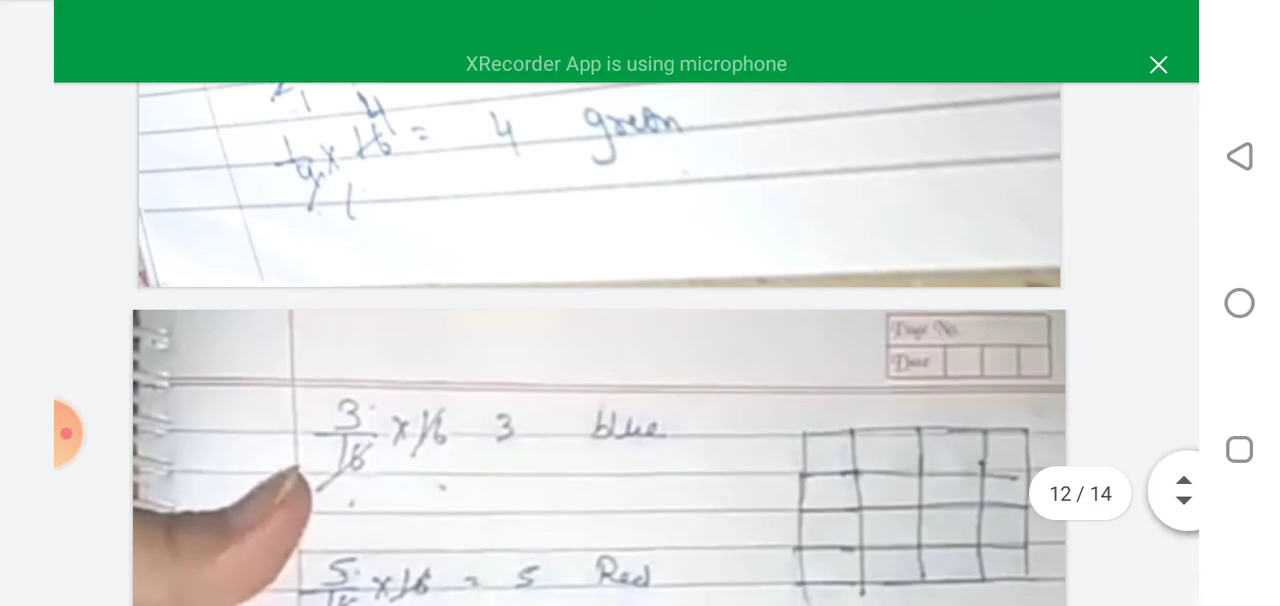 XRecorder App is using microphone
1/4 x 16 = 4 green
Page No.
Date
3/16 x 16 3 blue
12 / 14
5/16 x 16 = 5 Red